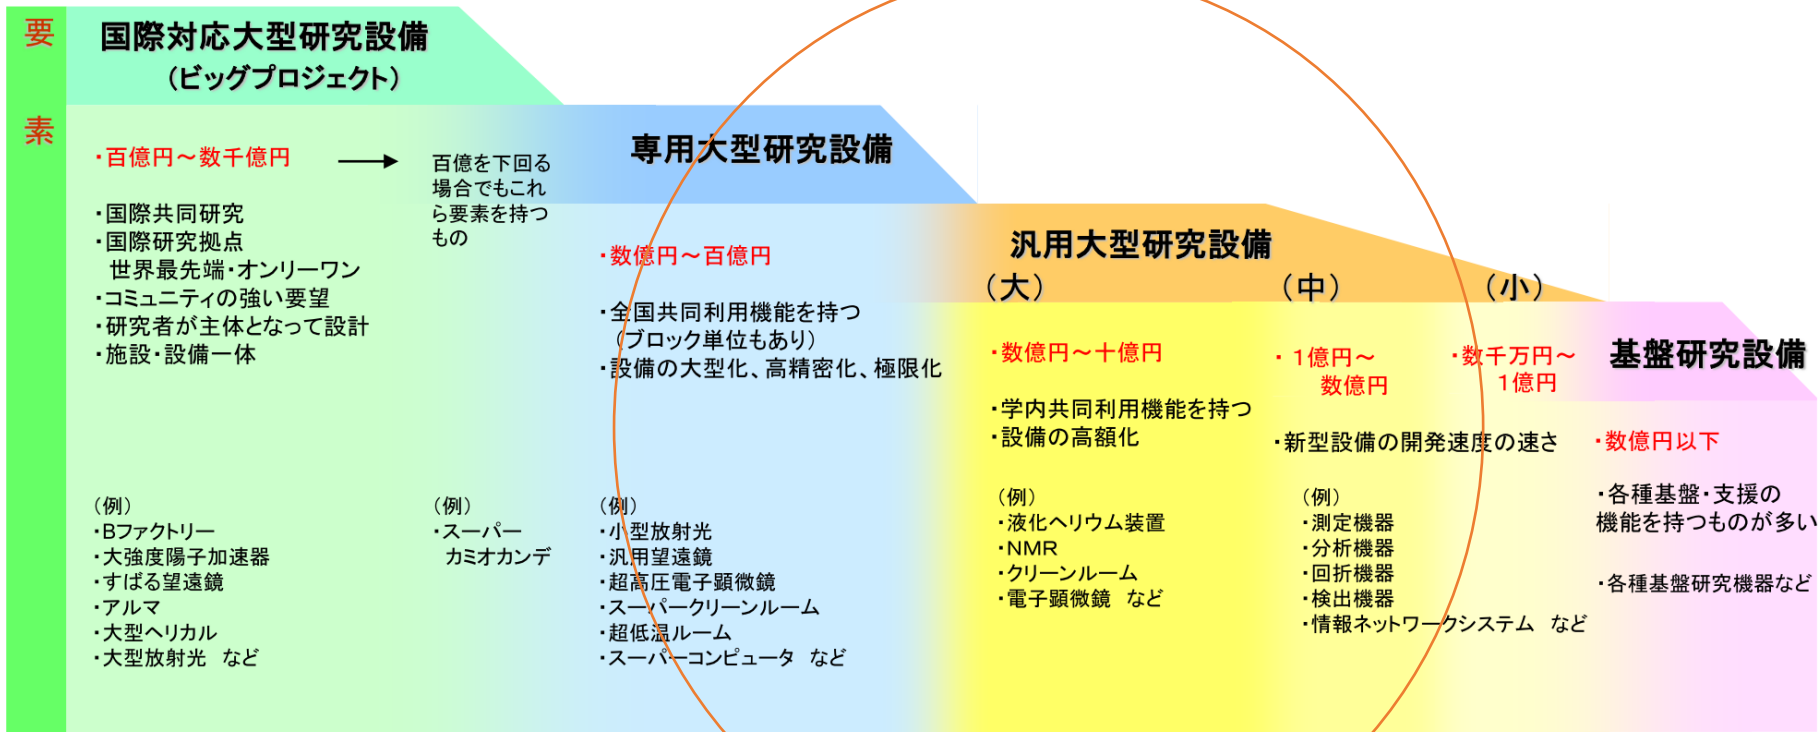 要
素
国際対応大型研究設備
（ビッグプロジェクト）
・百億円～数千億円
・国際共同研究
・国際研究拠点
世界最先端・オンリーワン
・コミュニティの強い要望
・研究者が主体となって設計
・施設・設備一体
（例）
・Bファクトリー
・大強度陽子加速器
・すばる望遠鏡
・アルマ
・大型ヘリカル
・大型放射光　など
百億を下回る
場合でもこれ
ら要素を持つ
もの
（例）
・スーパー
カミオカンデ
専用大型研究設備
・数億円～百億円
・全国共同利用機能を持つ
（ブロック単位もあり）
・設備の大型化、高精密化、極限化
（例）
・小型放射光
・汎用望遠鏡
・超高圧電子顕微鏡
・スーパークリーンルーム
・超低温ルーム
・スーパーコンピュータ　など
汎用大型研究設備
（大）
・数億円～十億円
・学内共同利用機能を持つ
・設備の高額化
（例）
・液化ヘリウム装置
・NMR
・クリーンルーム
・電子顕微鏡　など
（中）
・１億円～
数億円
（小）
・数千万円～
１億円
・新型設備の開発速度の速さ
（例）
・測定機器
・分析機器
・回折機器
・検出機器
・情報ネットワークシステム　など
基盤研究設備
・数億円以下
・各種基盤・支援の
機能を持つものが多い
・各種基盤研究機器など